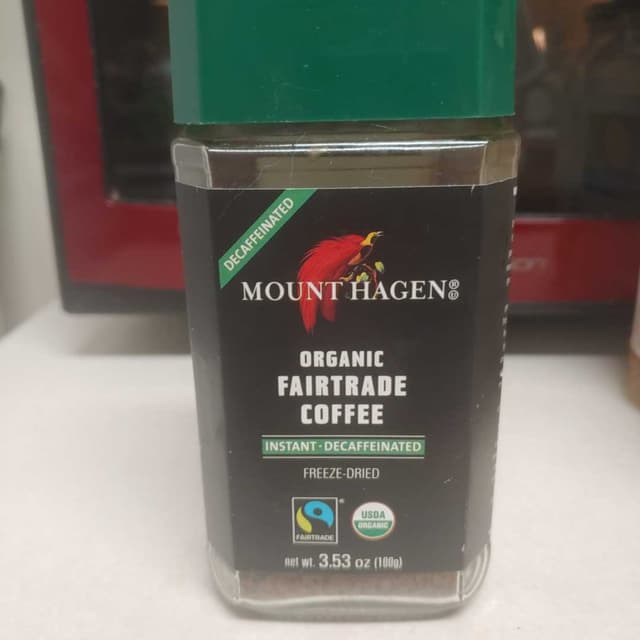 DECAFFEINATED
MOUNT HAGEN®
ORGANIC
FAIRTRADE
COFFEE
INSTANT·DECAFFEINATED
FREEZE-DRIED
FAIRTRADE
USDA
ORGANIC
net wt. 3.53 oz (100g)